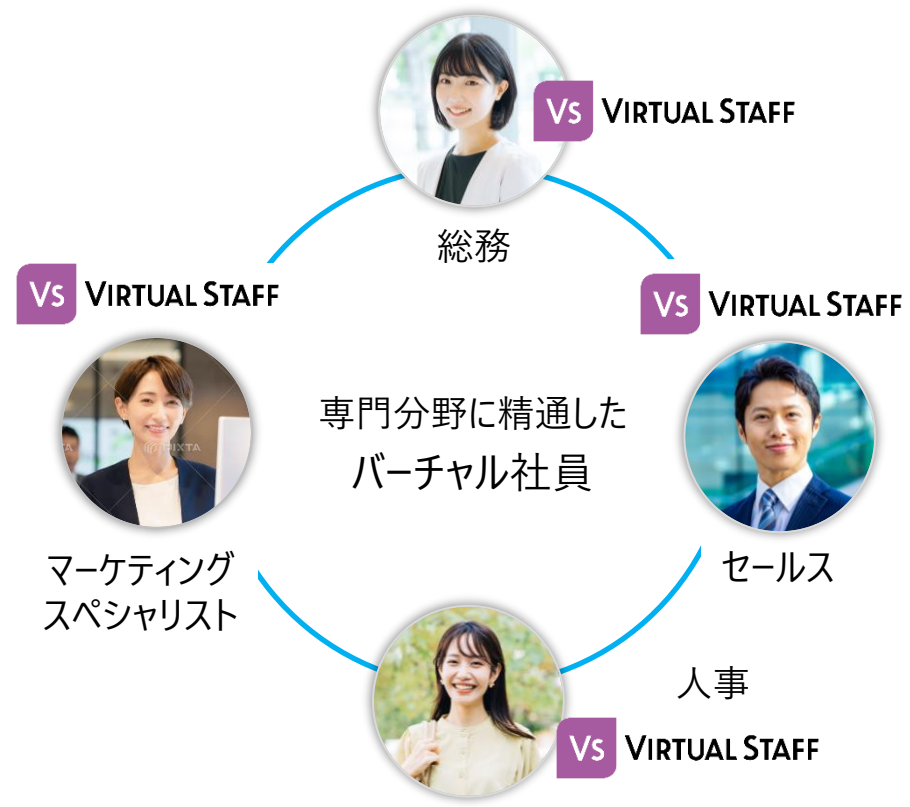 Vs VIRTUAL STAFF
総務
Vs VIRTUAL STAFF
Vs VIRTUAL STAFF
専門分野に精通した
バーチャル社員
PIXTA
マーケティング
スペシャリスト
セールス
人事
Vs VIRTUAL STAFF